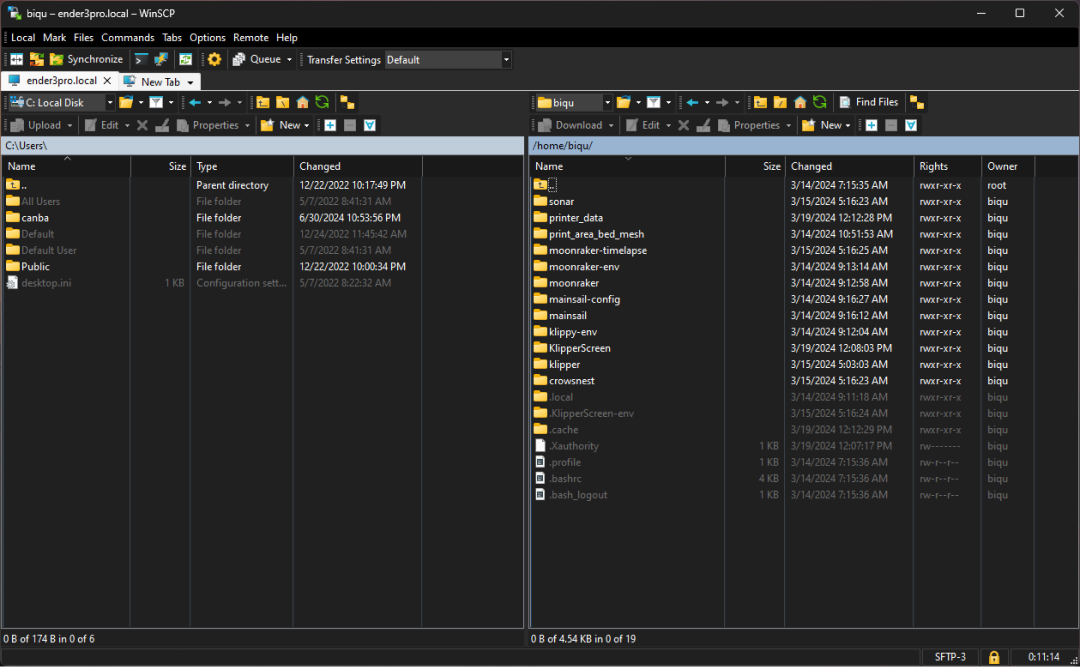 biqu – ender3pro.local – WinSCP
Local Mark Files Commands Tabs Options Remote Help
Synchronize Queue Transfer Settings Default
ender3pro.local New Tab
C: Local Disk
Upload Edit Properties New
C:\Users\
Name Size Type Changed
.. Parent directory 12/22/2022 10:17:49 PM
All Users File folder 5/7/2022 8:41:31 AM
canba File folder 6/30/2024 10:53:56 PM
Default File folder 12/24/2022 11:45:42 AM
Default User File folder 5/7/2022 8:41:31 AM
Public File folder 12/22/2022 10:00:34 PM
desktop.ini 1 KB Configuration sett... 5/7/2022 8:22:32 AM
0 B of 174 B in 0 of 6
biqu Find Files
Download Edit Properties New
/home/biqu/
Name Size Changed Rights Owner
.. 3/14/2024 7:15:35 AM rwxr-xr-x root
sonar 3/15/2024 5:16:23 AM rwxr-xr-x biqu
printer_data 3/19/2024 12:12:28 PM rwxr-xr-x biqu
print_area_bed_mesh 3/14/2024 10:51:53 AM rwxr-xr-x biqu
moonraker-timelapse 3/15/2024 5:16:25 AM rwxr-xr-x biqu
moonraker-env 3/14/2024 9:13:14 AM rwxr-xr-x biqu
moonraker 3/14/2024 9:12:58 AM rwxr-xr-x biqu
mainsail-config 3/14/2024 9:16:27 AM rwxr-xr-x biqu
mainsail 3/14/2024 9:16:12 AM rwxr-xr-x biqu
klippy-env 3/14/2024 9:12:04 AM rwxr-xr-x biqu
KlipperScreen 3/19/2024 12:08:03 PM rwxr-xr-x biqu
klipper 3/15/2024 5:03:03 AM rwxr-xr-x biqu
crowsnest 3/15/2024 5:16:23 AM rwxr-xr-x biqu
.local 3/14/2024 9:11:18 AM rwxr-xr-x biqu
.KlipperScreen-env 3/15/2024 5:16:24 AM rwxr-xr-x biqu
.cache 3/19/2024 12:12:29 PM rwxr-xr-x biqu
.Xauthority 1 KB 3/19/2024 12:07:17 PM rw------- biqu
.profile 1 KB 3/14/2024 7:15:36 AM rw-r--r-- biqu
.bashrc 4 KB 3/14/2024 7:15:36 AM rw-r--r-- biqu
.bash_logout 1 KB 3/14/2024 7:15:36 AM rw-r--r-- biqu
0 B of 4.54 KB in 0 of 19
SFTP-3 0:11:14